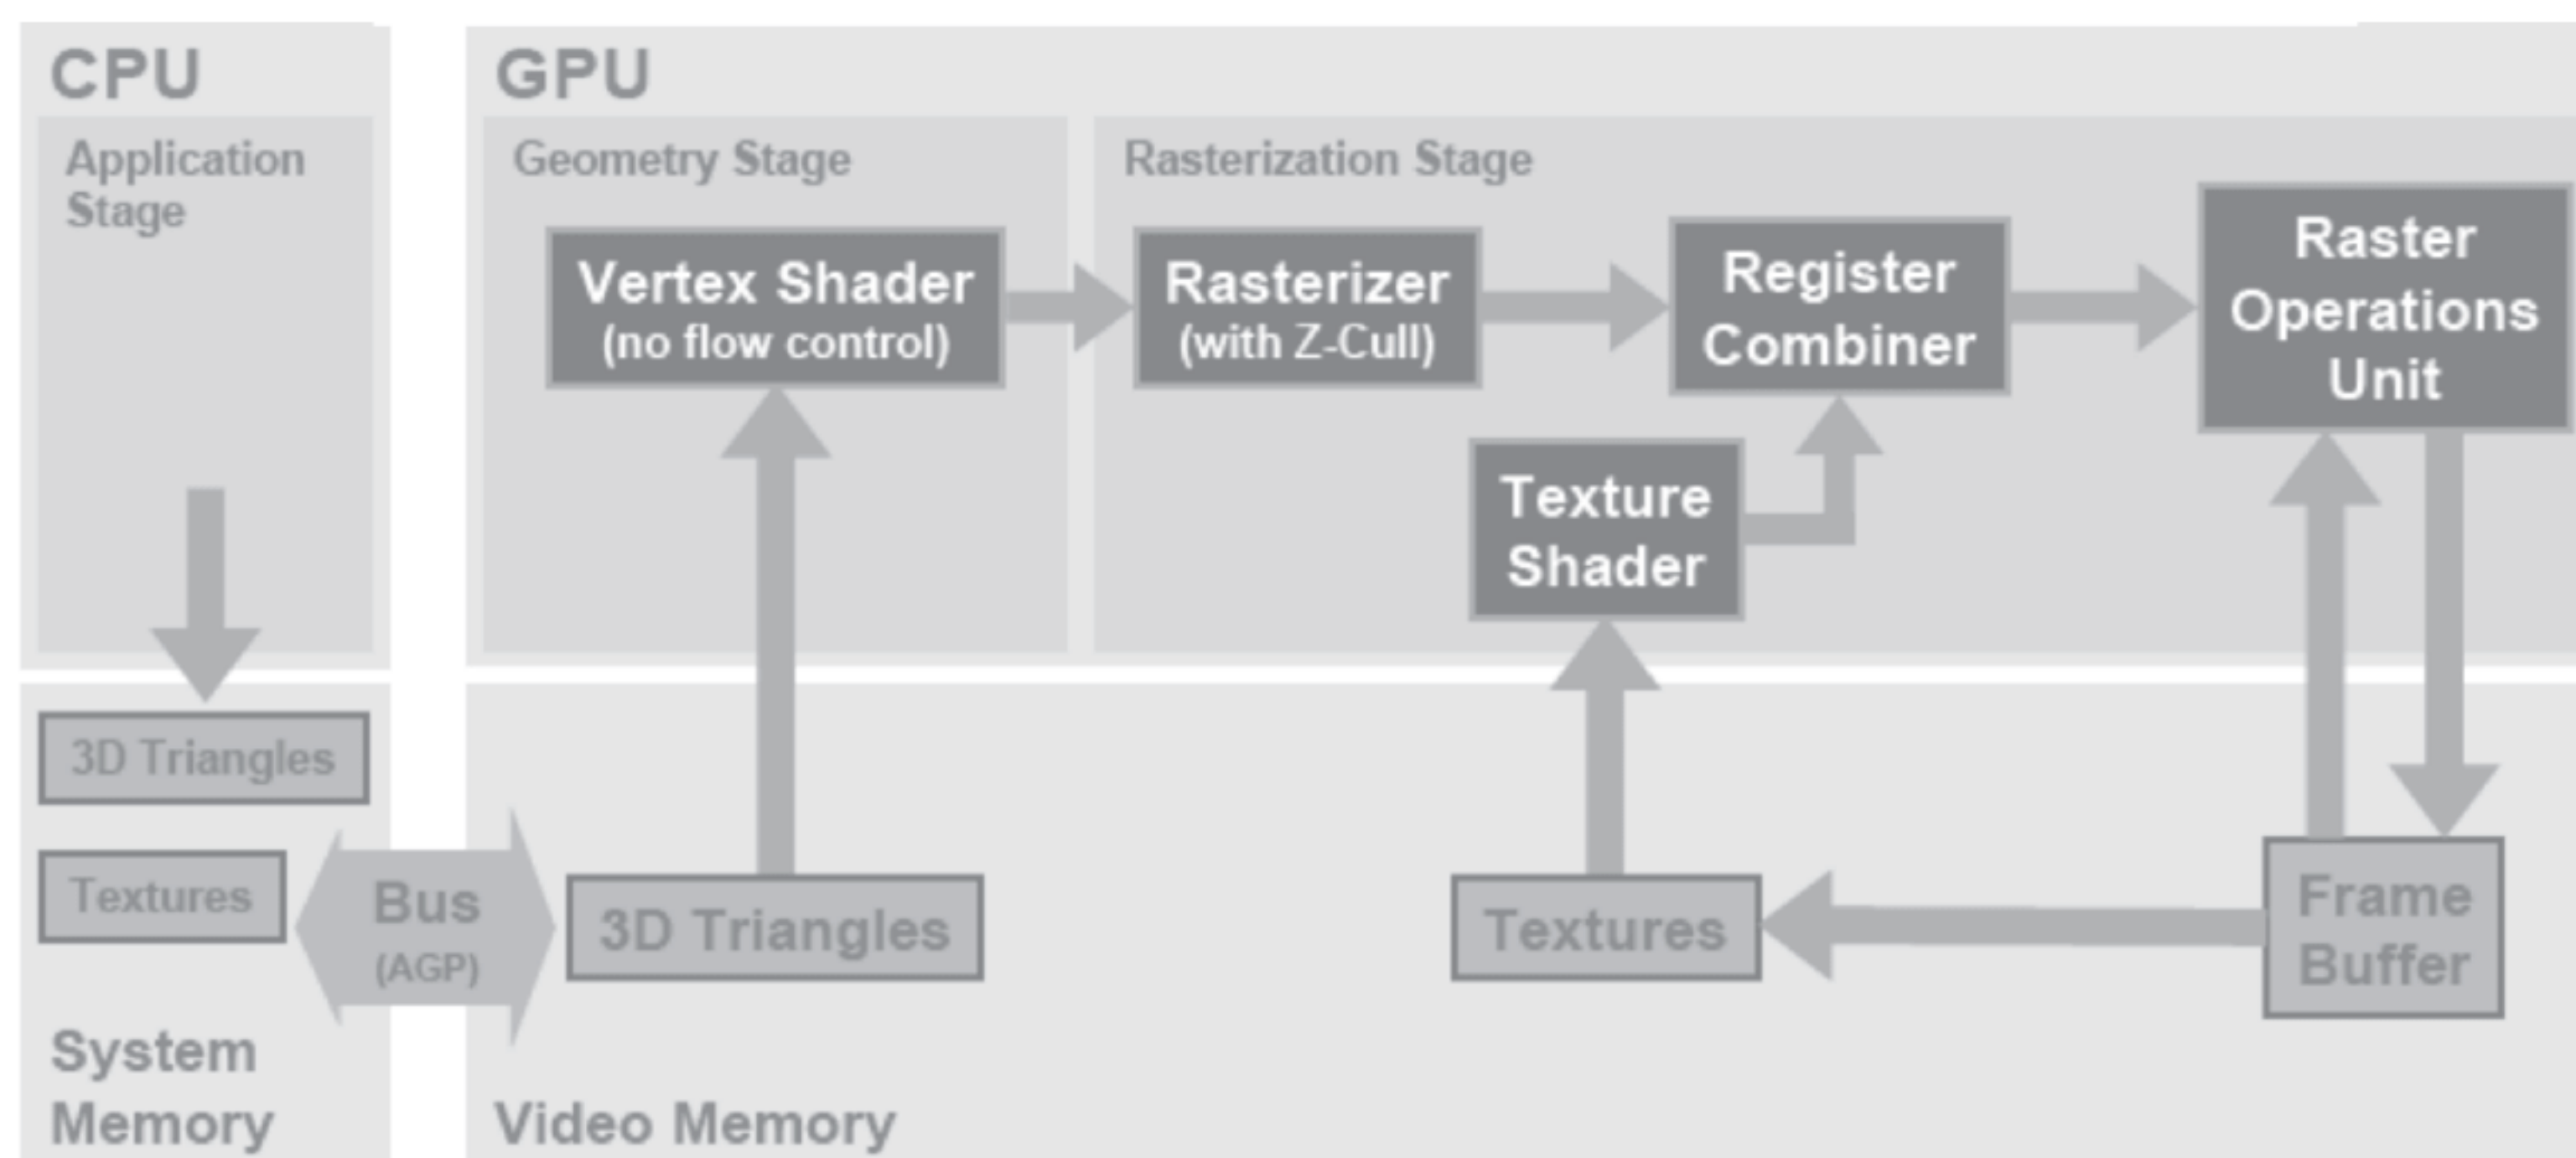 CPU
Application
Stage
GPU
Geometry Stage
Vertex Shader
(no flow control)
Rasterization Stage
Rasterizer
(with Z-Cull)
Register
Combiner
Raster
Operations
Unit
Texture
Shader
3D Triangles
Textures
Bus
(AGP)
System
Memory
3D Triangles
Textures
Frame
Buffer
Video Memory